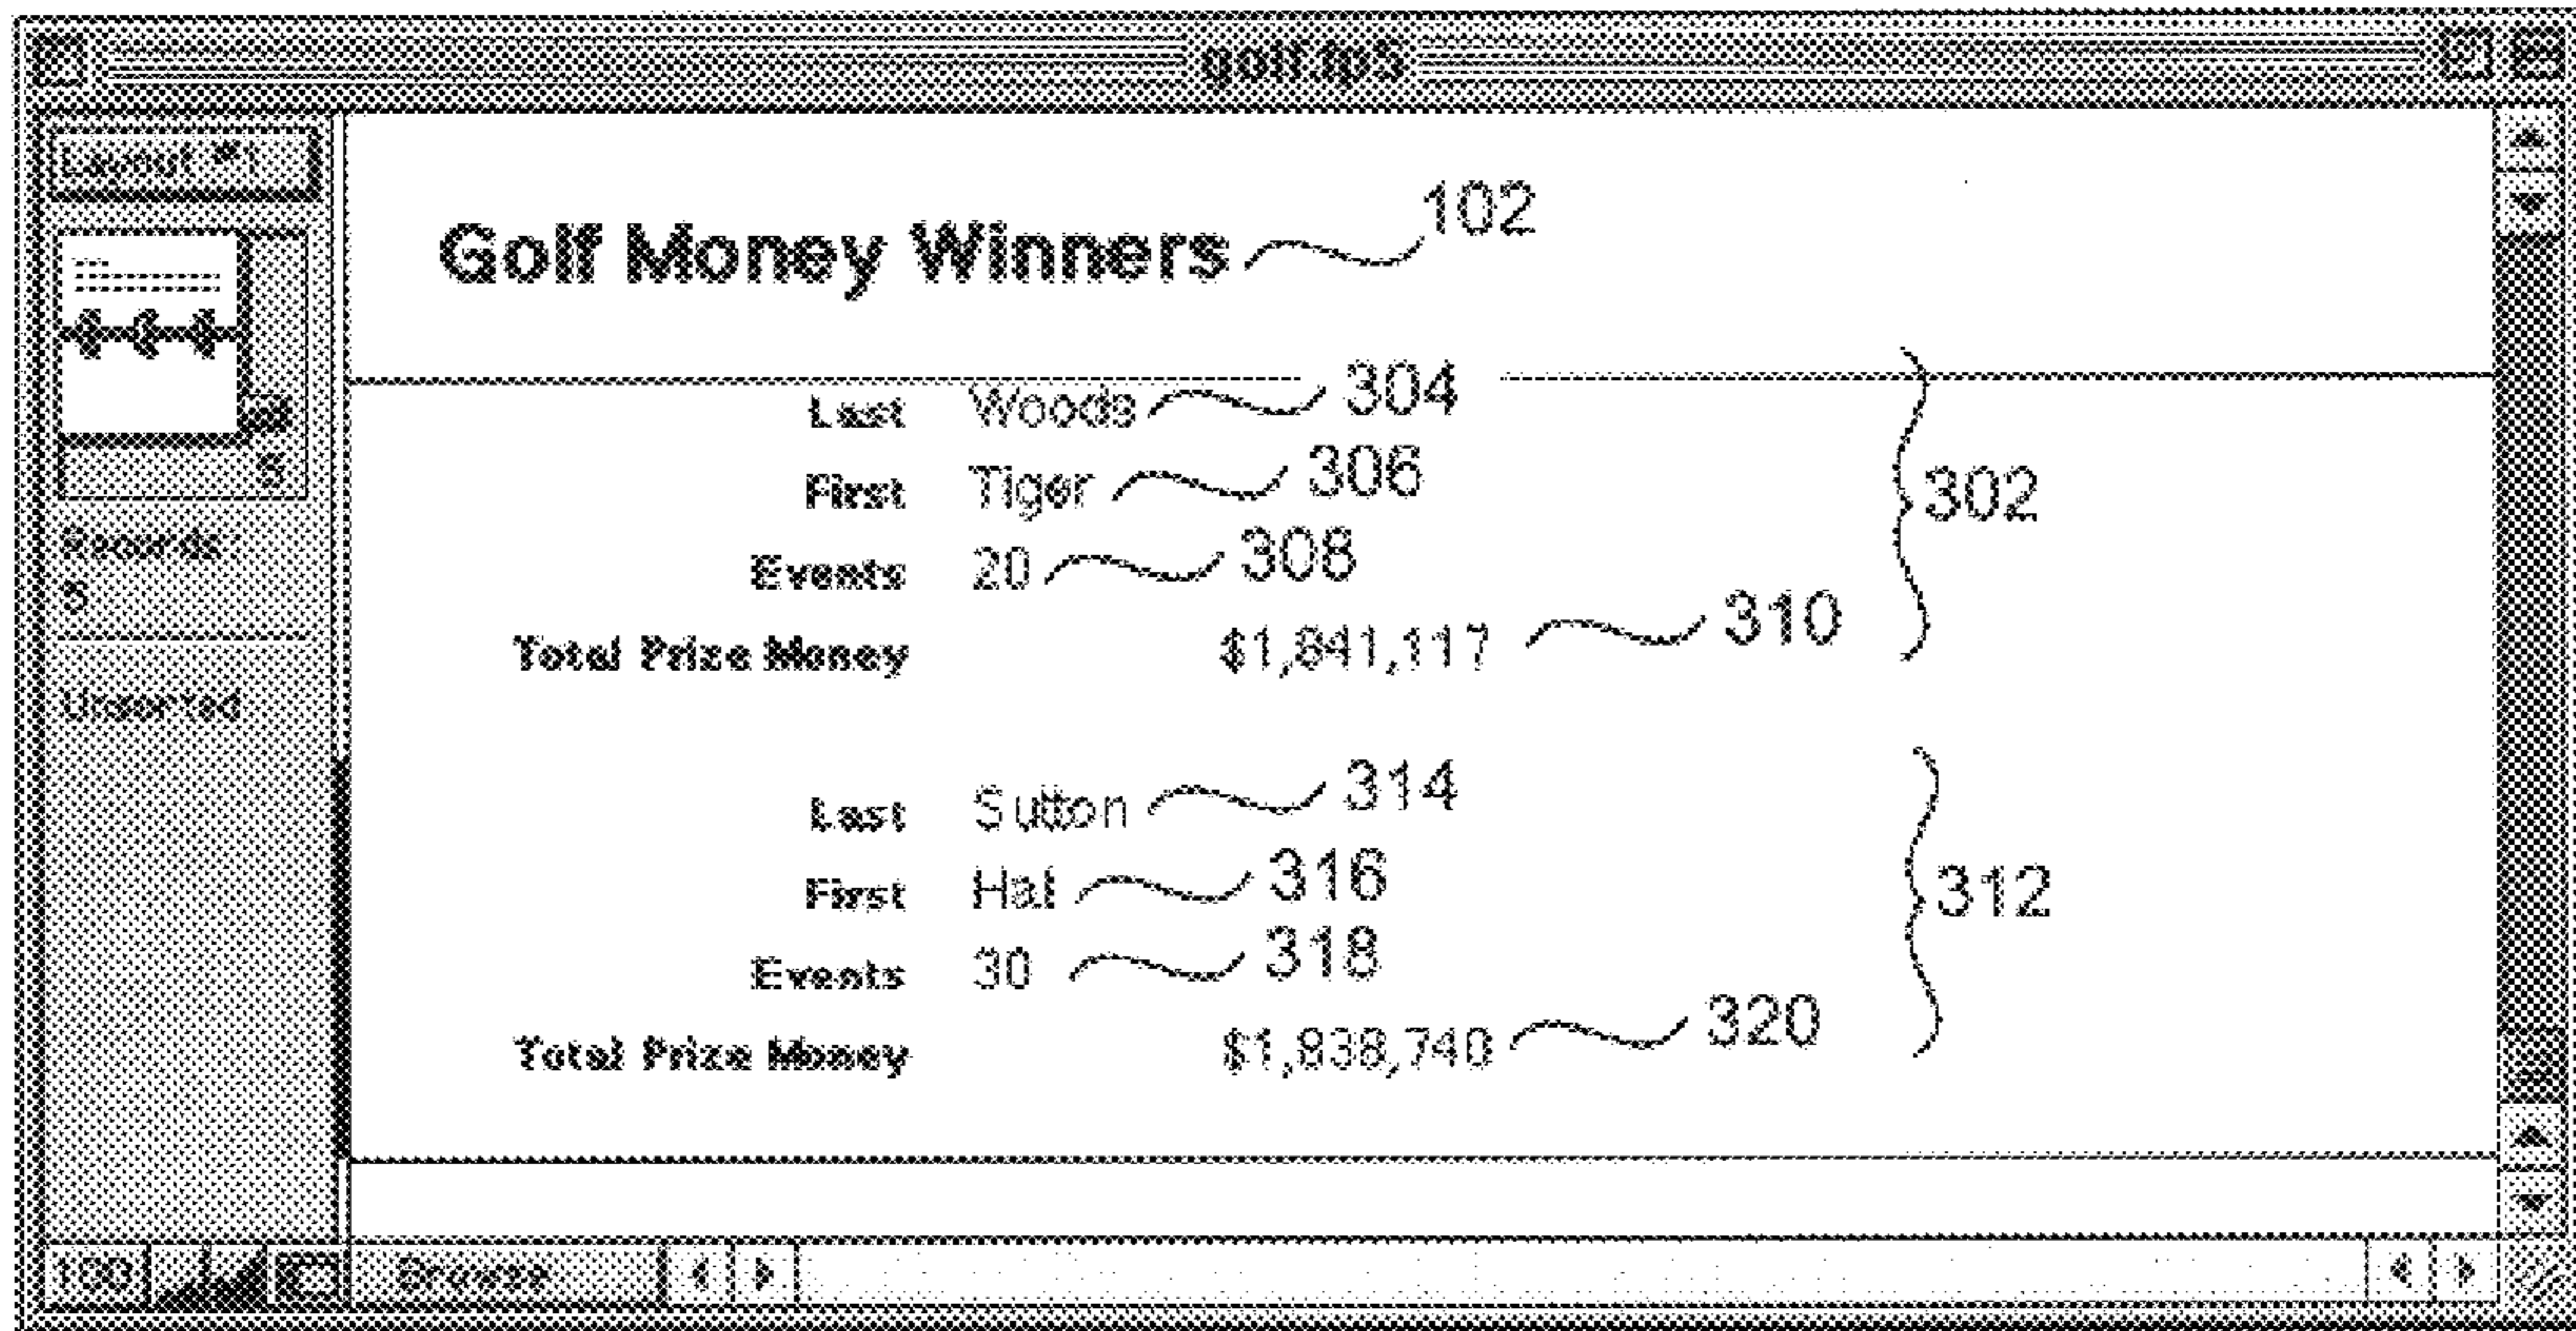 golf.fp5
Layout #1
Golf Money Winners 102
Last Woods 304
First Tiger 306
302
Events 20 308
Total Prize Money $1,841,117 310
5
Records
5
Unsorted
Last Sutton 314
First Hal 316
312
Events 30 318
Total Prize Money $1,838,740 320
100
Browse